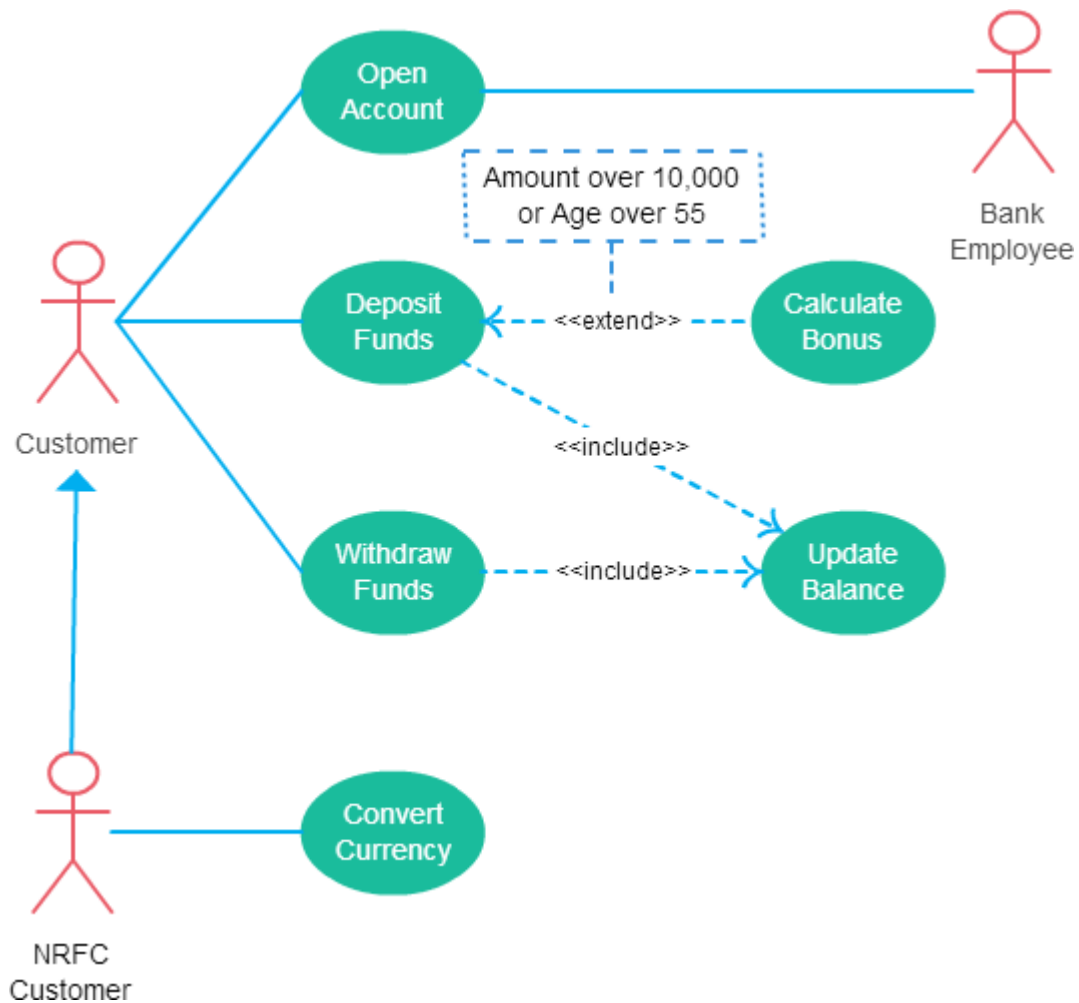 Open
Account
Amount over 10,000
or Age over 55
Bank
Employee
Deposit
Funds
<<extend>>
Calculate
Bonus
Customer
<<include>>
Withdraw
Funds
<<include>>
Update
Balance
Convert
Currency
NRFC
Customer